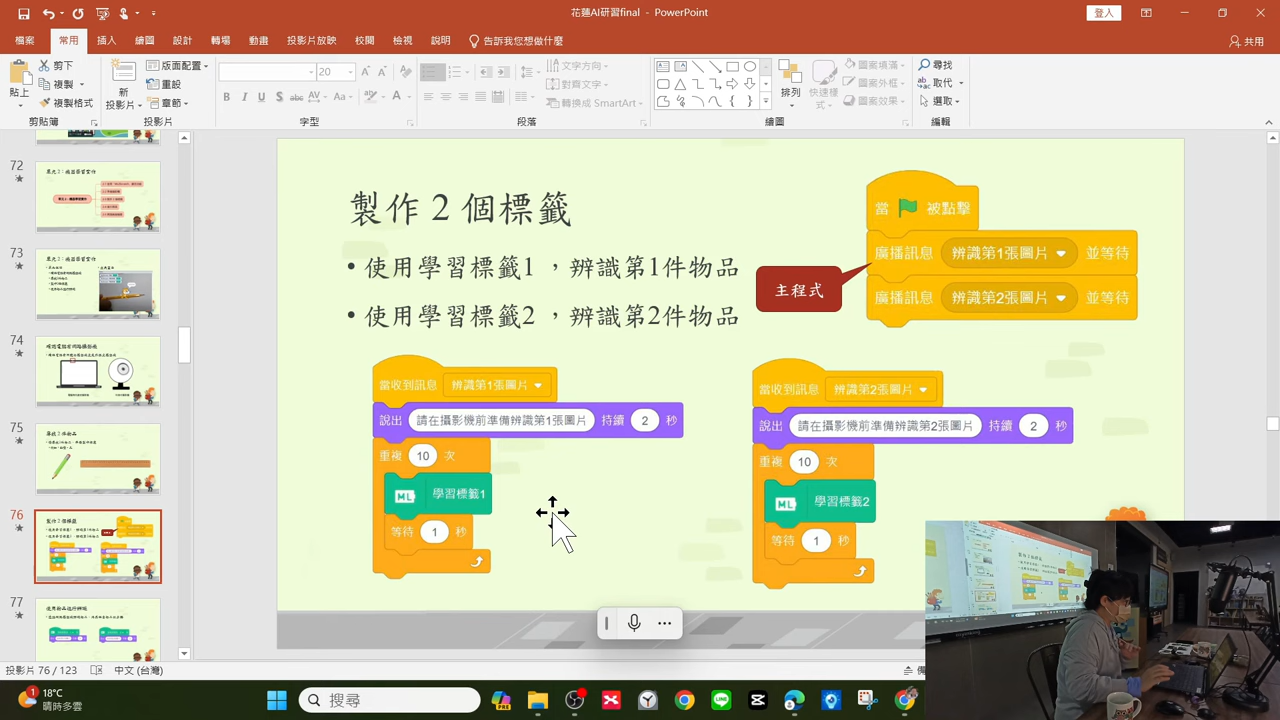 花蓮AI研習final - PowerPoint
登入
檔案 常用 插入 繪圖 設計 轉場 動畫 投影片放映 校閱 檢視 說明 告訴我您想做什麼 共用
貼上 剪下 複製 複製格式
新投影片 版面配置 重設 章節
20
B I U S abc AV Aa A
文字方向
對齊文字
轉換成 SmartArt
排列 快速樣式
圖案填滿
圖案外框
圖案效果
尋找
取代
選取
剪貼簿 投影片 字型 段落 繪圖 編輯
72
73
74
75
76
77
製作2個標籤
• 使用學習標籤1，辨識第1件物品
• 使用學習標籤2，辨識第2件物品
當 被點擊
廣播訊息 辨識第1張圖片 並等待
廣播訊息 辨識第2張圖片 並等待
主程式
當收到訊息 辨識第1張圖片
說出 請在攝影機前準備辨識第1張圖片 持續 2 秒
重複 10 次
ML 學習標籤1
等待 1 秒
當收到訊息 辨識第2張圖片
說出 請在攝影機前準備辨識第2張圖片 持續 2 秒
重複 10 次
ML 學習標籤2
等待 1 秒
投影片 76 / 123 中文 (台灣)
1
18°C
晴時多雲
搜尋